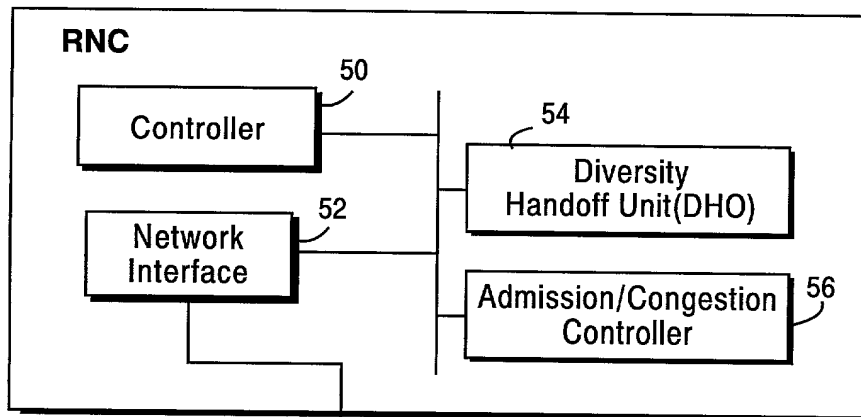 RNC
50
Controller
54
Diversity
Handoff Unit(DHO)
52
Network
Interface
Admission/Congestion
Controller
56